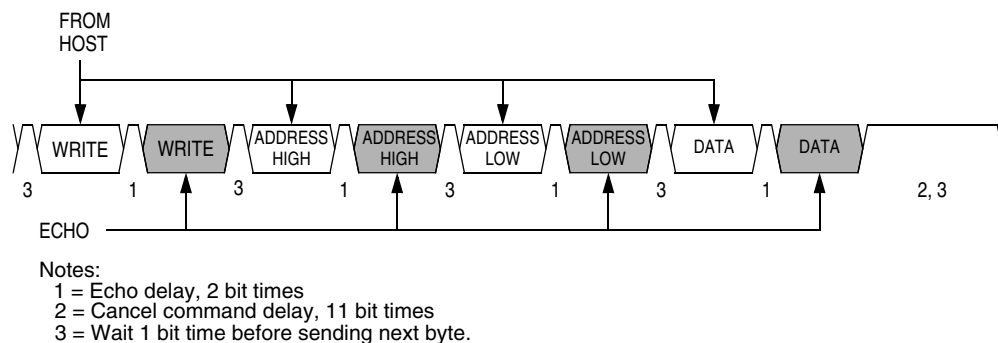 FROM
HOST
WRITE WRITE ADDRESS HIGH ADDRESS HIGH ADDRESS LOW ADDRESS LOW DATA DATA
3 1 3 1 3 1 3 1 2, 3
ECHO
Notes:
1 = Echo delay, 2 bit times
2 = Cancel command delay, 11 bit times
3 = Wait 1 bit time before sending next byte.